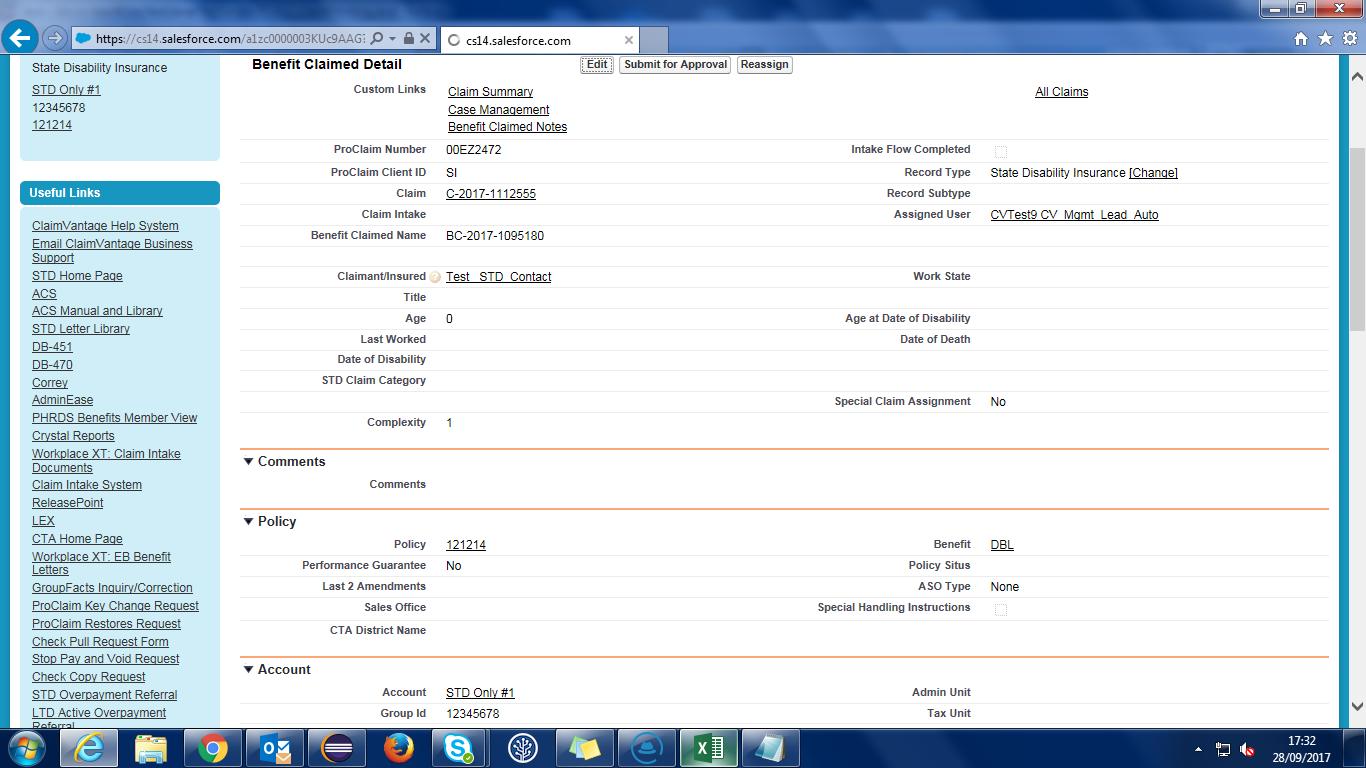 https://cs14.salesforce.com/a1zc0000003KUc9AAG
cs14.salesforce.com
State Disability Insurance
STD Only #1
12345678
121214
Useful Links
ClaimVantage Help System
Email ClaimVantage Business
Support
STD Home Page
ACS
ACS Manual and Library
STD Letter Library
DB-451
DB-470
Correy
AdminEase
PHRDS Benefits Member View
Crystal Reports
Workplace XT: Claim Intake
Documents
Claim Intake System
ReleasePoint
LEX
CTA Home Page
Workplace XT: EB Benefit
Letters
GroupFacts Inquiry/Correction
ProClaim Key Change Request
ProClaim Restores Request
Check Pull Request Form
Stop Pay and Void Request
Check Copy Request
STD Overpayment Referral
LTD Active Overpayment
Referral
Benefit Claimed Detail Edit Submit for Approval Reassign
Custom Links Claim Summary All Claims
Case Management
Benefit Claimed Notes
ProClaim Number 00EZ2472 Intake Flow Completed
ProClaim Client ID SI Record Type State Disability Insurance [Change]
Claim C-2017-1112555 Record Subtype
Claim Intake Assigned User CVTest9 CV_Mgmt_Lead_Auto
Benefit Claimed Name BC-2017-1095180
Claimant/Insured ? Test_ STD_Contact Work State
Title
Age 0 Age at Date of Disability
Last Worked Date of Death
Date of Disability
STD Claim Category
Special Claim Assignment No
Complexity 1
Comments
Comments
Policy
Policy 121214 Benefit DBL
Performance Guarantee No Policy Situs
Last 2 Amendments ASO Type None
Sales Office Special Handling Instructions
CTA District Name
Account
Account STD Only #1 Admin Unit
Group Id 12345678 Tax Unit
17:32
28/09/2017